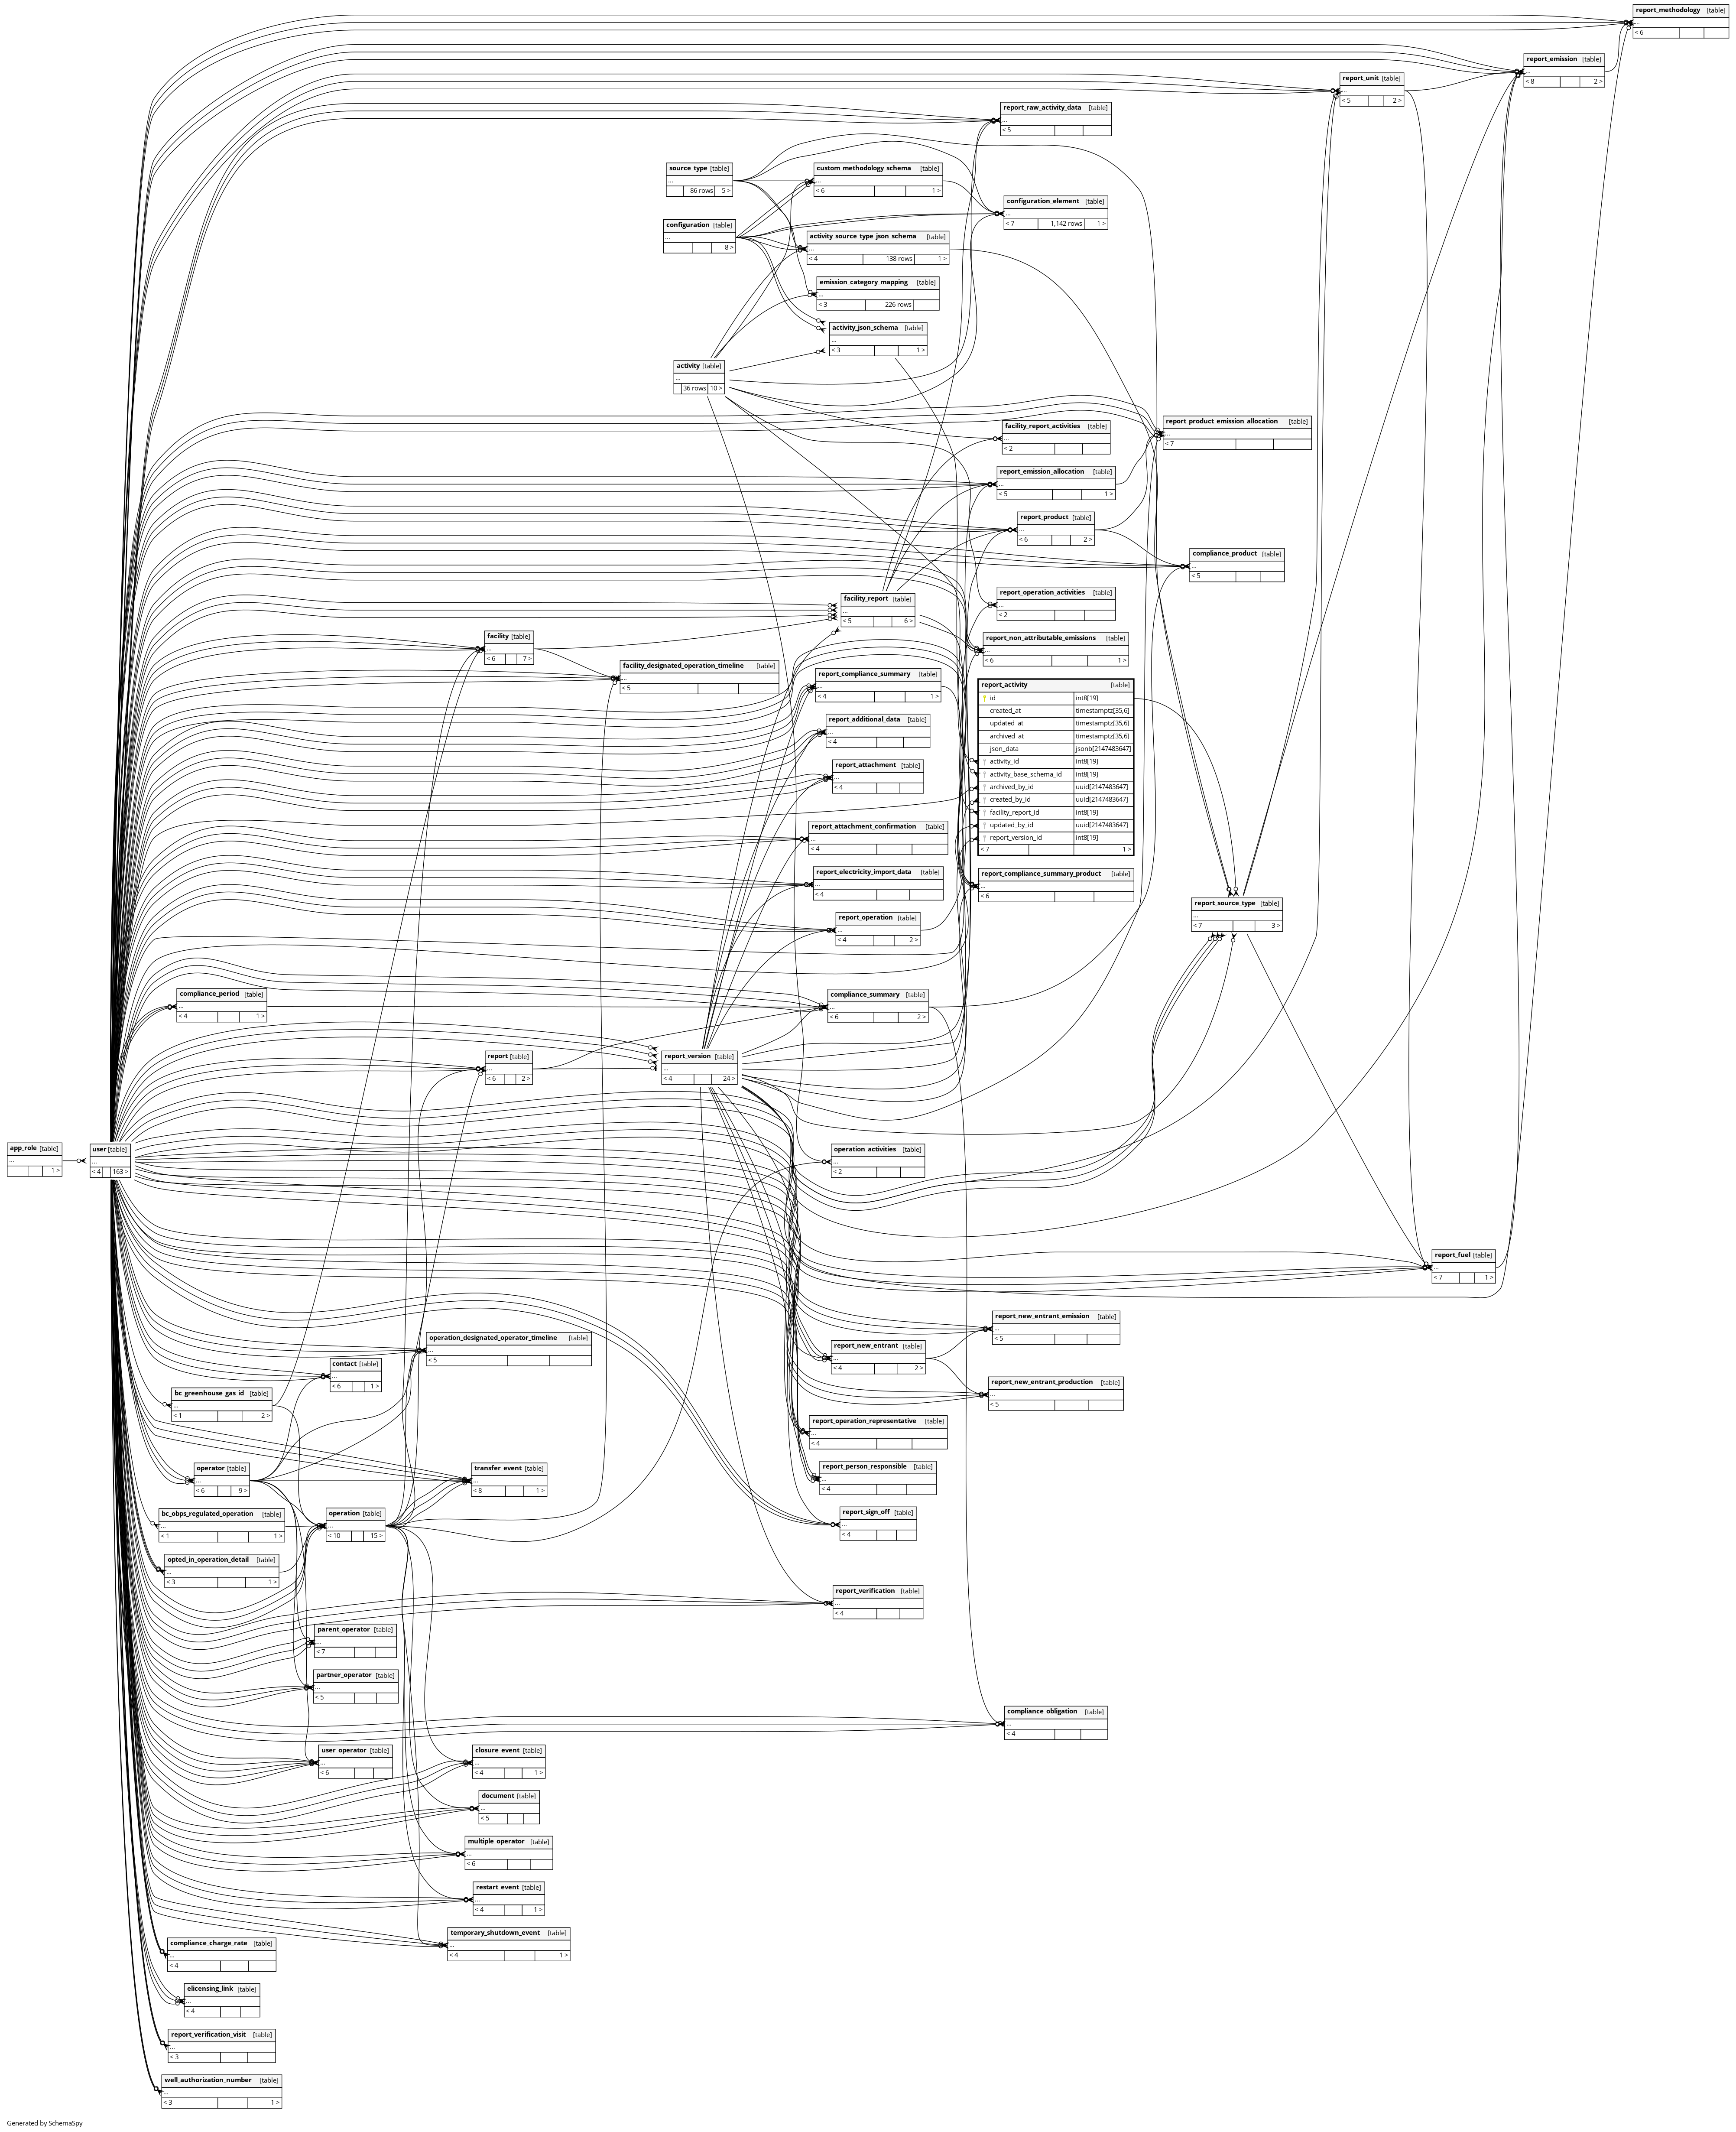 report_methodology [table]
...
< 6
report_emission [table]
...
< 8 2 >
report_unit [table]
...
< 5 2 >
report_raw_activity_data [table]
...
< 5
source_type [table]
...
86 rows 5 >
custom_methodology_schema [table]
...
< 6 1 >
configuration_element [table]
...
< 7 1,142 rows 1 >
configuration [table]
...
8 >
activity_source_type_json_schema [table]
...
< 4 138 rows 1 >
emission_category_mapping [table]
...
< 3 226 rows
activity_json_schema [table]
...
< 3 1 >
activity [table]
...
36 rows 10 >
report_product_emission_allocation [table]
...
< 7
facility_report_activities [table]
...
< 2
report_emission_allocation [table]
...
< 5 1 >
report_product [table]
...
< 6 2 >
compliance_product [table]
...
< 5
report_operation_activities [table]
...
< 2
facility_report [table]
...
< 5 6 >
facility [table]
...
< 6 7 >
report_non_attributable_emissions [table]
...
< 6 1 >
facility_designated_operation_timeline [table]
...
< 5
report_compliance_summary [table]
...
< 4 1 >
report_activity [table]
id int8[19]
created_at timestamptz[35,6]
updated_at timestamptz[35,6]
archived_at timestamptz[35,6]
json_data jsonb[2147483647]
activity_id int8[19]
activity_base_schema_id int8[19]
archived_by_id uuid[2147483647]
created_by_id uuid[2147483647]
facility_report_id int8[19]
updated_by_id uuid[2147483647]
report_version_id int8[19]
< 7 1 >
report_additional_data [table]
...
< 4
report_attachment [table]
...
< 4
report_attachment_confirmation [table]
...
< 4
report_electricity_import_data [table]
...
< 4
report_compliance_summary_product [table]
...
< 6
report_source_type [table]
...
< 7 3 >
report_operation [table]
...
< 4 2 >
compliance_period [table]
...
< 4 1 >
compliance_summary [table]
...
< 6 2 >
report [table]
...
< 6 2 >
report_version [table]
...
< 4 24 >
app_role [table]
...
1 >
user [table]
...
< 4 163 >
operation_activities [table]
...
< 2
report_fuel [table]
...
< 7 1 >
report_new_entrant_emission [table]
...
< 5
operation_designated_operator_timeline [table]
...
< 5
report_new_entrant [table]
...
< 4 2 >
contact [table]
...
< 6 1 >
report_new_entrant_production [table]
...
< 5
bc_greenhouse_gas_id [table]
...
< 1 2 >
report_operation_representative [table]
...
< 4
operator [table]
...
< 6 9 >
transfer_event [table]
...
< 8 1 >
report_person_responsible [table]
...
< 4
bc_obps_regulated_operation [table]
...
< 1 1 >
operation [table]
...
< 10 15 >
report_sign_off [table]
...
< 4
opted_in_operation_detail [table]
...
< 3 1 >
report_verification [table]
...
< 4
parent_operator [table]
...
< 7
partner_operator [table]
...
< 5
compliance_obligation [table]
...
< 4
user_operator [table]
...
< 6
closure_event [table]
...
< 4 1 >
document [table]
...
< 5
multiple_operator [table]
...
< 6
restart_event [table]
...
< 4 1 >
temporary_shutdown_event [table]
...
< 4 1 >
compliance_charge_rate [table]
...
< 4
elicensing_link [table]
...
< 4
report_verification_visit [table]
...
< 3
well_authorization_number [table]
...
< 3 1 >
Generated by SchemaSpy